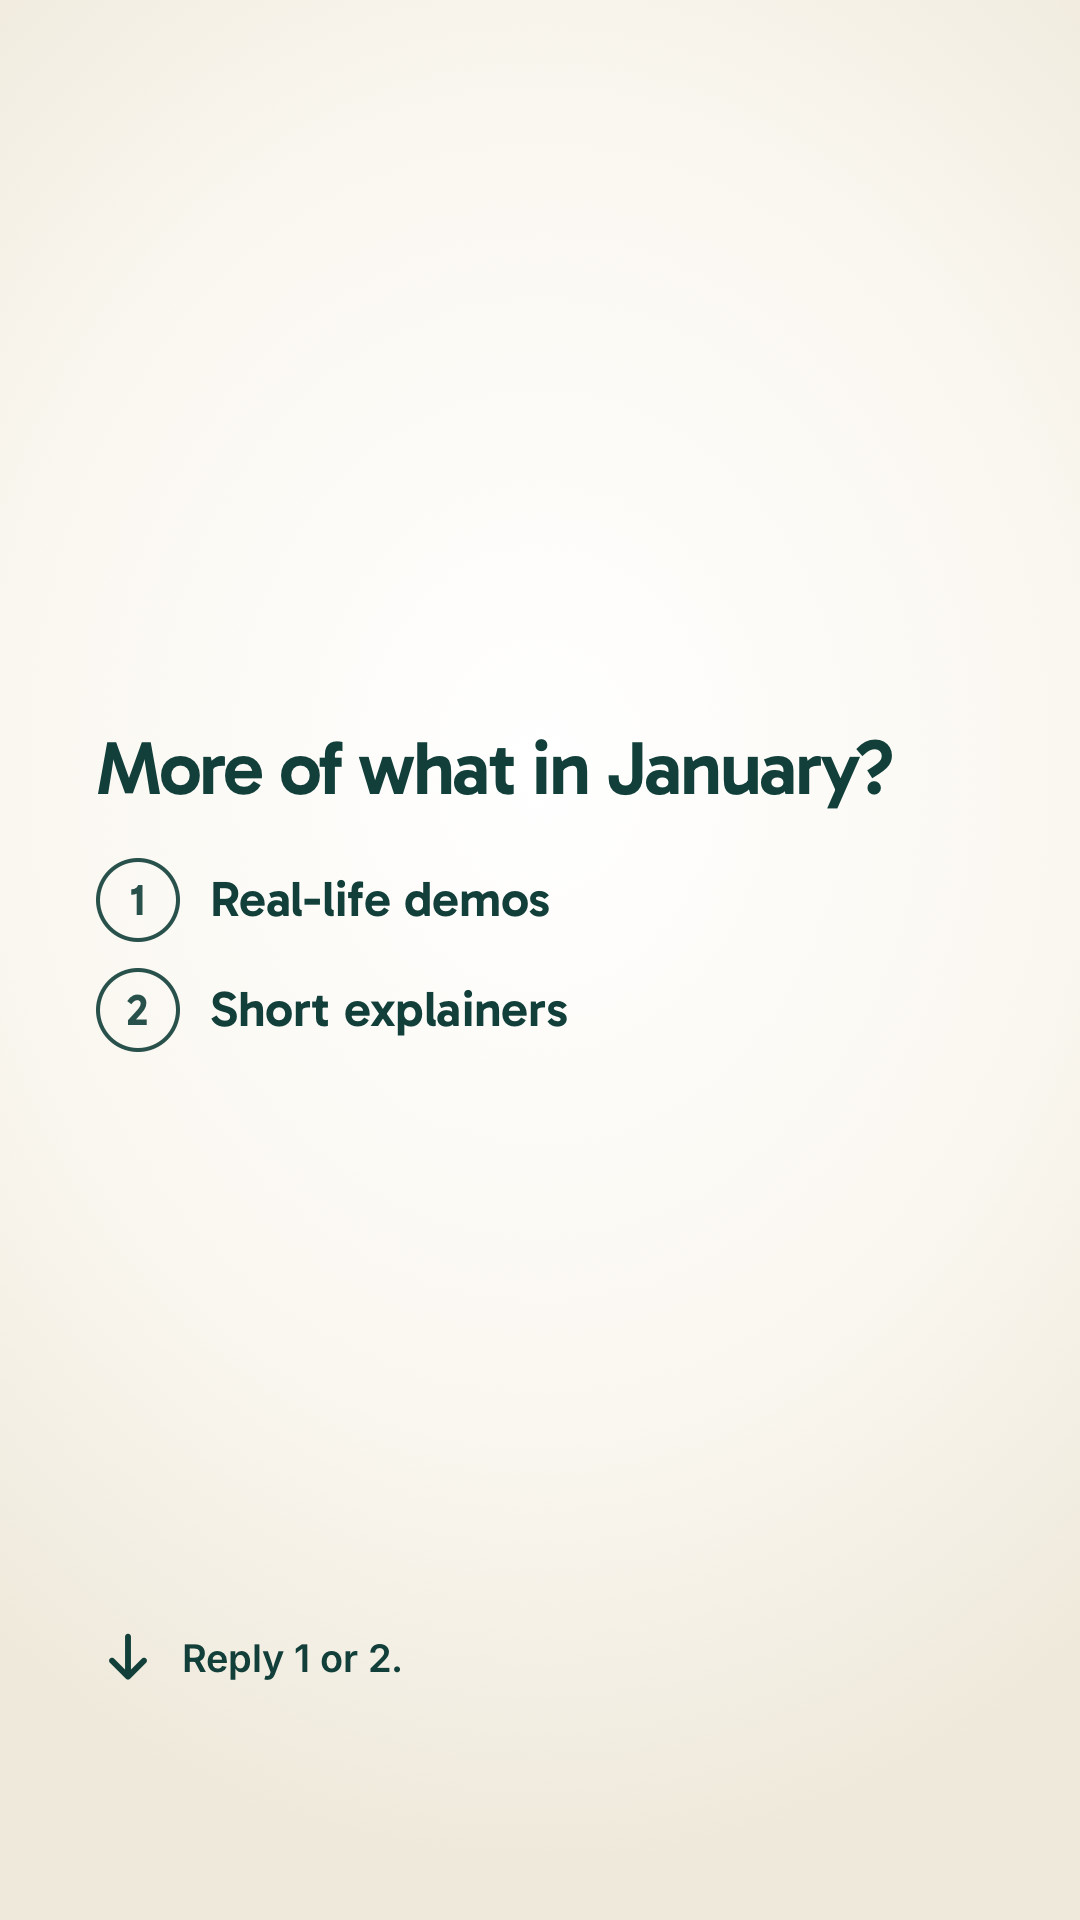 More of what in January?
1 Real-life demos
2 Short explainers
Reply 1 or 2.